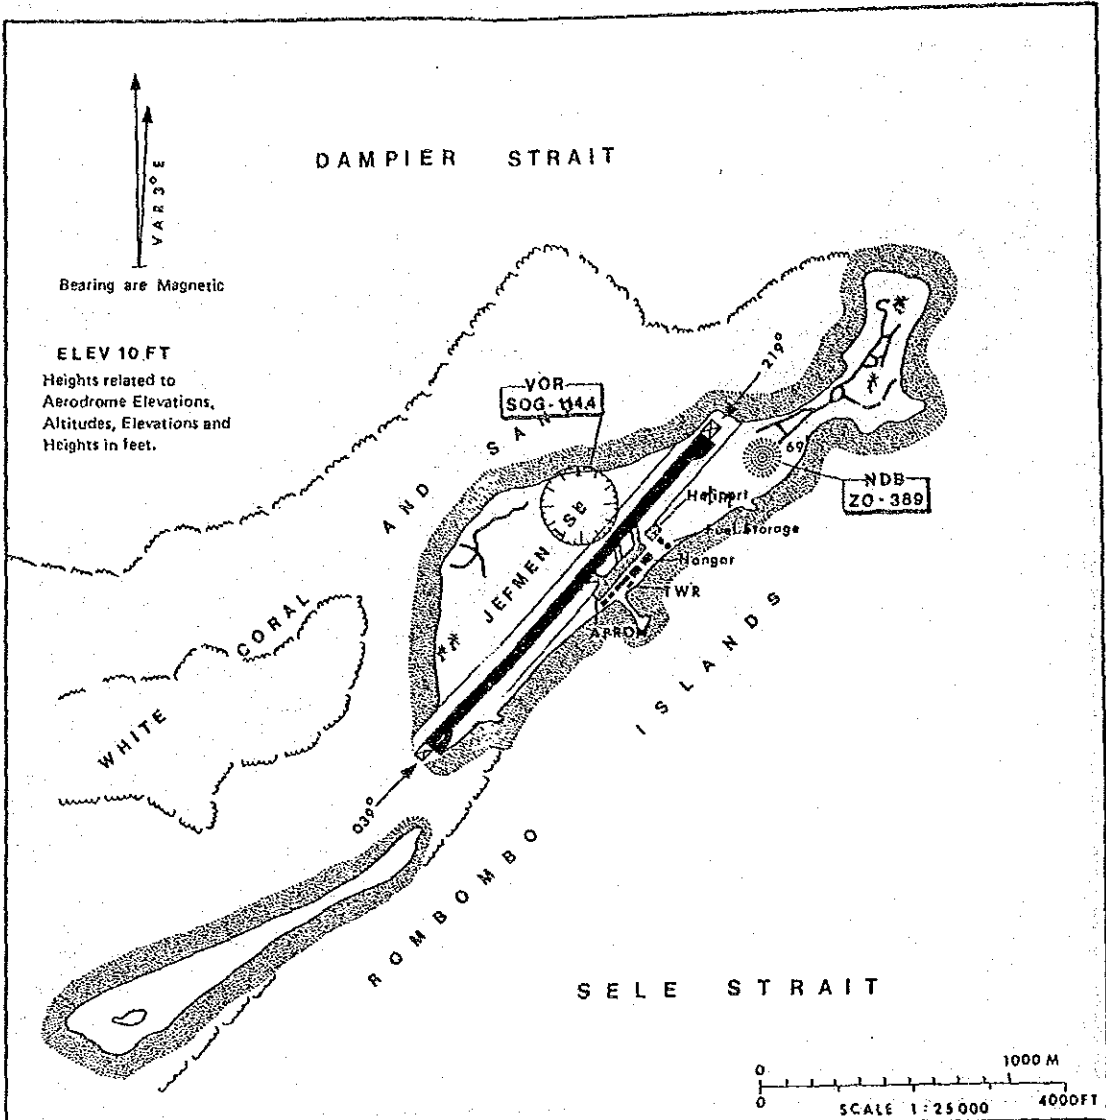 DAMPIER STRAIT
VAR 3° E
Bearing are Magnetic
ELEV 10 FT
Heights related to
Aerodrome Elevations,
Altitudes, Elevations and
Heights in feet.
VOR
SOG - 114.4
219°
WHITE CORAL AND SAND
69
NDB
ZO - 389
Heliport
Fuel Storage
Hangar
TWR
APRON
JEFMEN
SE
039°
ROMBOMBO ISLANDS
SELE STRAIT
0 1000 M
0 4000FT
SCALE 1:25000